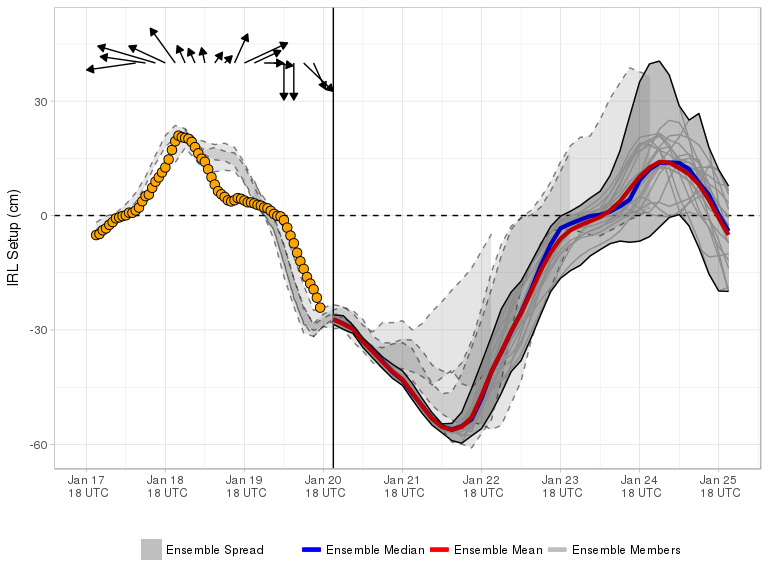 IRL Setup (cm)
30
0
-30
-60
Jan 17 Jan 18 Jan 19 Jan 20 Jan 21 Jan 22 Jan 23 Jan 24 Jan 25
18 UTC 18 UTC 18 UTC 18 UTC 18 UTC 18 UTC 18 UTC 18 UTC 18 UTC
Ensemble Spread Ensemble Median Ensemble Mean Ensemble Members